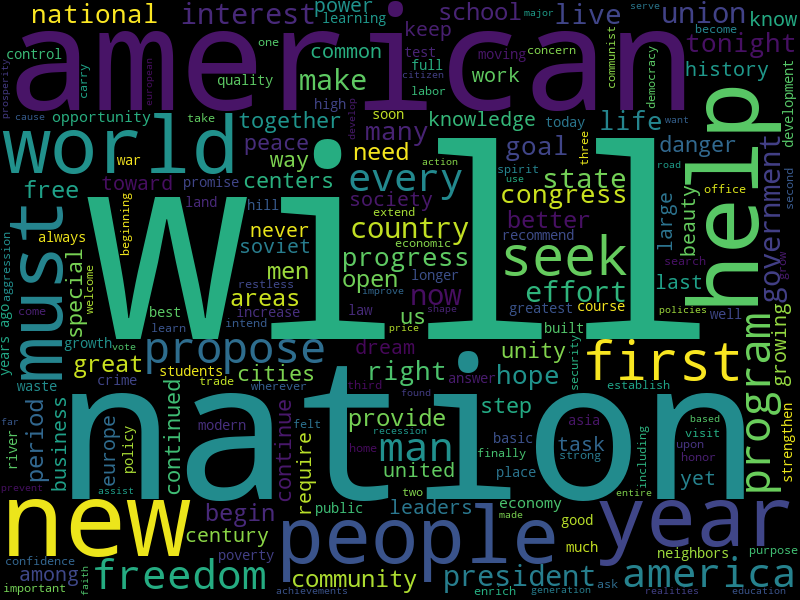 national
interest
power
learning
school
major
serve
union
become
know
live
american
tonight
control
one
common
keep
test
full
moving
concern
communist
democracy
history
prosperity
carry
european
quality
make
citizen
work
high
labor
development
cause
opportunity
take
together
develop
soon
knowledge
today
life
want
world
many
peace
war
way
need
action
goal
three
danger
road
help
free
toward
promise
centers
every
spirit
use
state
congress
office
second
land
society
extend
large
beauty
government
must
always
beginning
hill
never
country
better
economic
recommend
soviet
will
seek
last
years ago
aggression
special
welcome
restless
men
progress
longer
open
improve
now
effort
search
grow
come
best
areas
increase
law
us
price
shape
greatest
course
policies
well
growth
vote
learn
intend
propose
built
first
program
growing
great
students
dream
unity
security
waste
crime
cities
trade
wherever
right
third
answer
hope
establish
nation
far
river
period
business
europe
policy
modern
continued
continue
felt
found
provide
step
asia
based
visit
strengthen
recession
man
basic
task
including
upon
honor
home
united
finally
strong
place
yet
prevent
assist
require
two
new
begin
public
leaders
economy
made
good
entire
year
century
people
much
neighbors
purpose
confidence
among
poverty
important
faith
freedom
achievements
community
president
enrich
generation
ask
realities
america
education